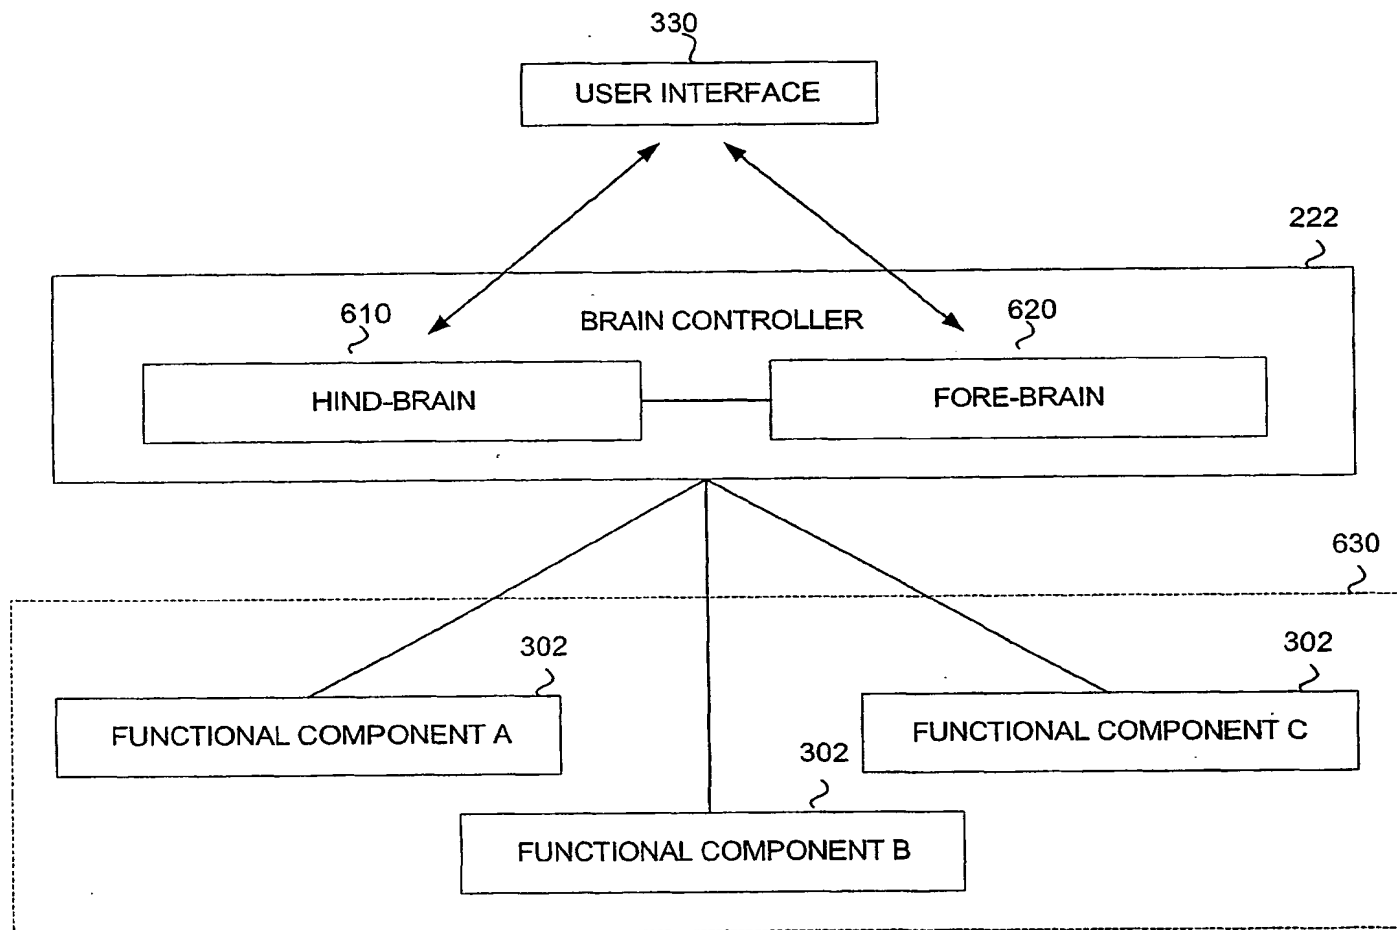 330
USER INTERFACE
222
610
BRAIN CONTROLLER
620
HIND-BRAIN
FORE-BRAIN
630
302
302
FUNCTIONAL COMPONENT A
FUNCTIONAL COMPONENT C
302
FUNCTIONAL COMPONENT B